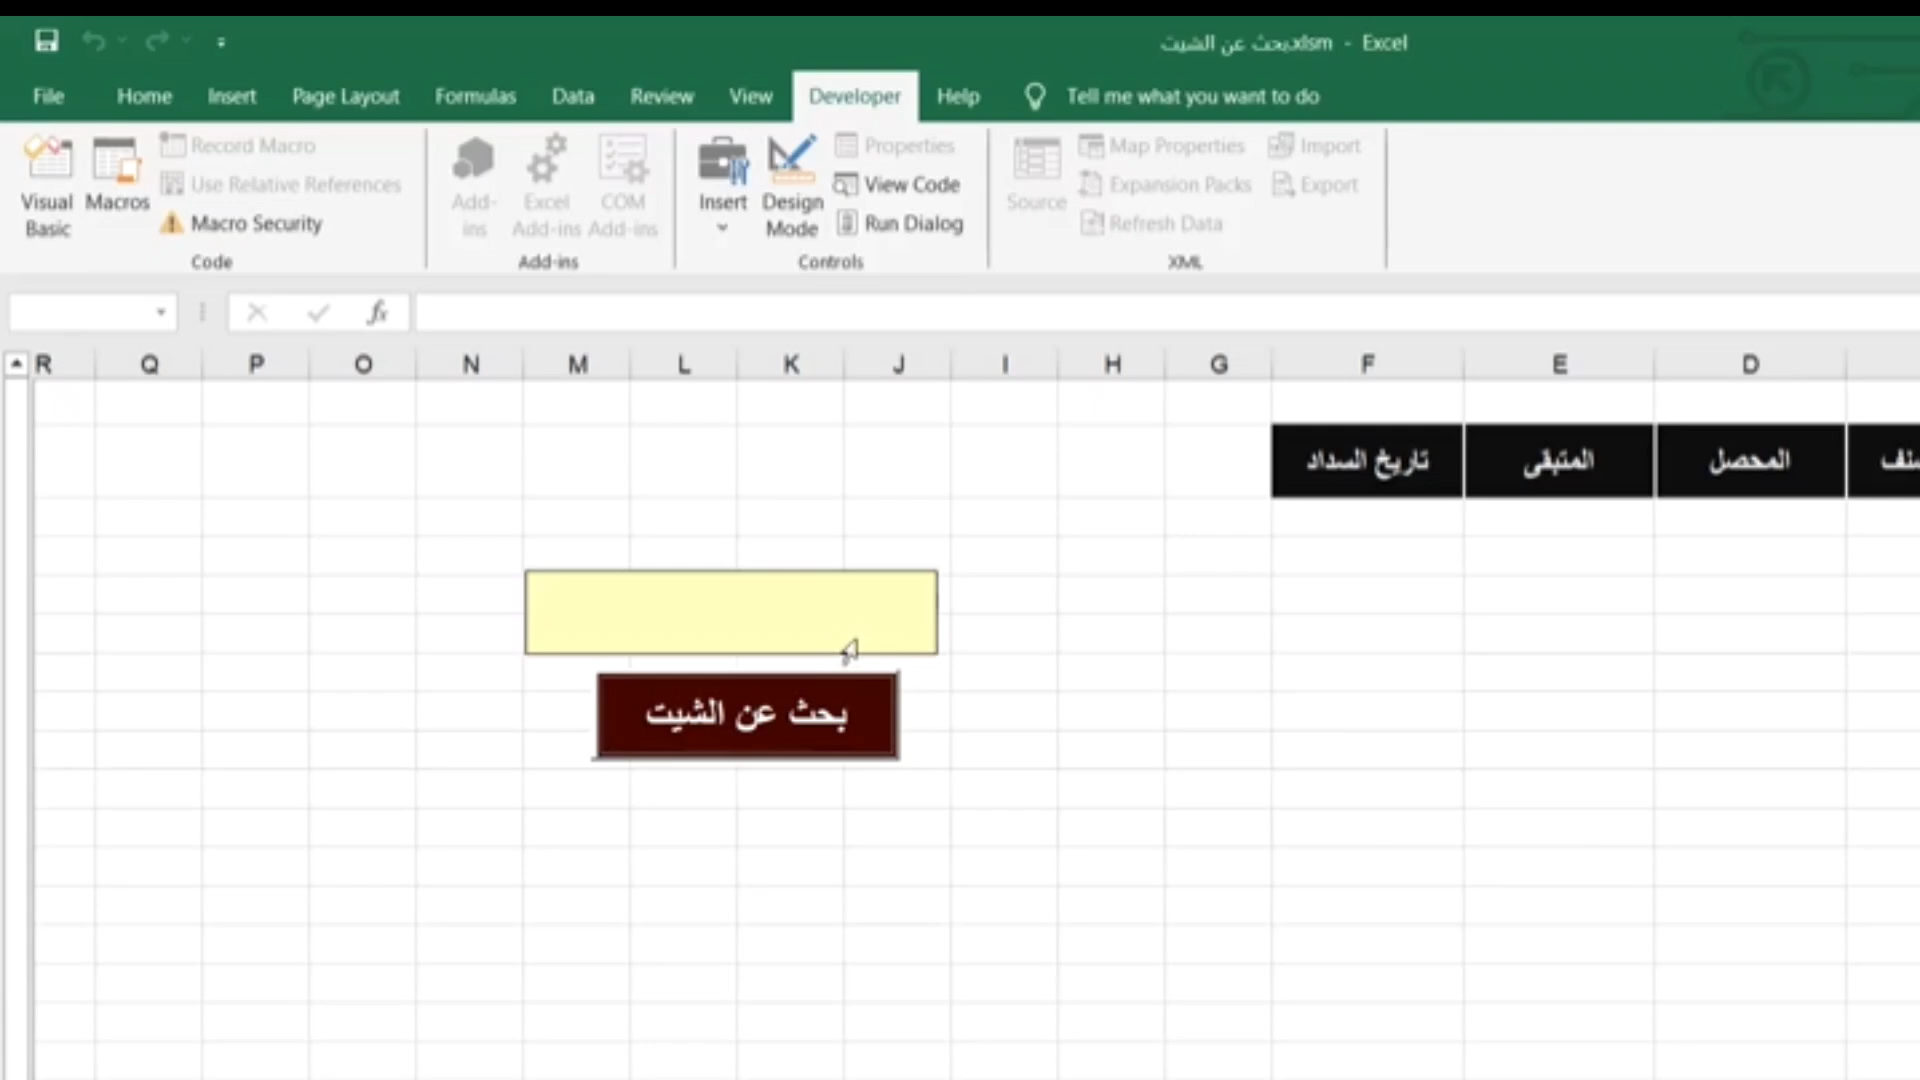 بحث عن الشيت.xlsm - Excel
File Home Insert Page Layout Formulas Data Review View Developer Help Tell me what you want to do
Visual Basic
Macros
Record Macro
Use Relative References
Macro Security
Code
Add-ins
Excel Add-ins
COM Add-ins
Add-ins
Insert
Design Mode
Properties
View Code
Run Dialog
Controls
Source
Map Properties
Expansion Packs
Refresh Data
Import
Export
XML
fx
R Q P O N M L K J I H G F E D
المحصل المتبقى تاريخ السداد
بحث عن الشيت